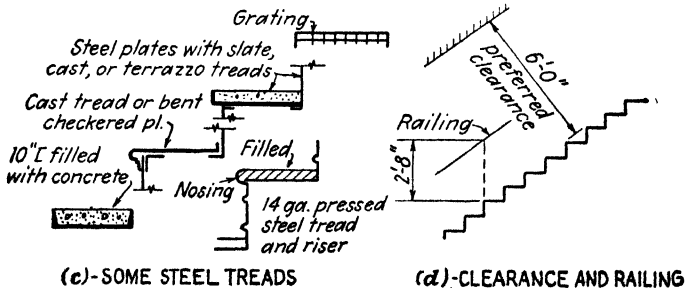 Grating
Steel plates with slate,
cast, or terrazzo treads
Cast tread or bent
checkered pl.
10"[ filled
with concrete
Filled
Nosing
14 ga. pressed
steel tread
and riser
(c)-SOME STEEL TREADS
6'-0"
preferred
clearance
Railing
2'-8"
(d)-CLEARANCE AND RAILING